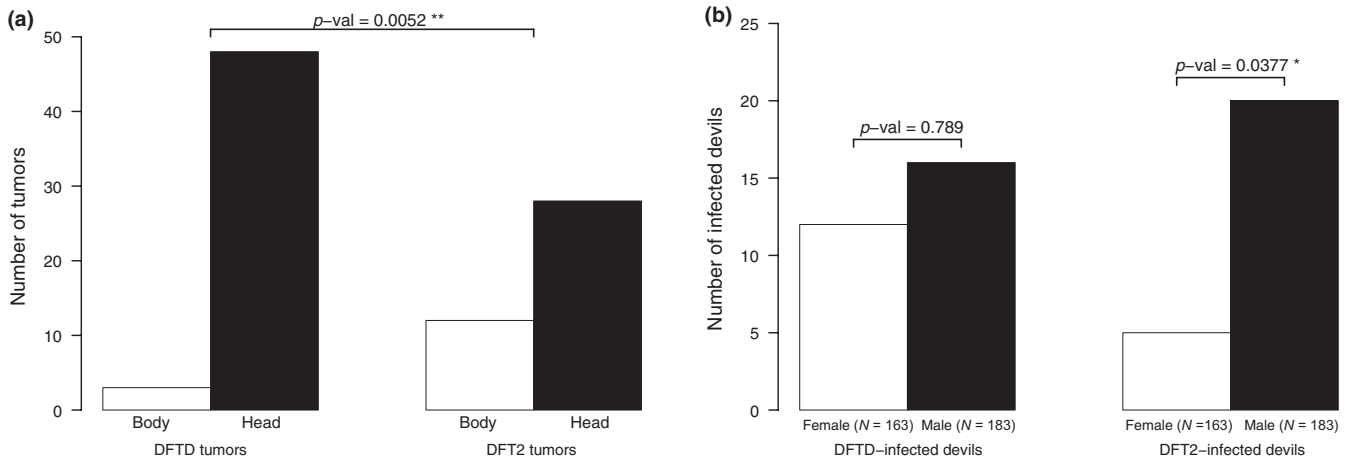 (a)
p–val = 0.0052 **
50
40
30
20
10
0
Number of tumors
Body Head Body Head
DFTD tumors DFT2 tumors
(b)
25
20
15
10
5
0
Number of infected devils
p–val = 0.789
p–val = 0.0377 *
Female (N = 163) Male (N = 183) Female (N =163) Male (N = 183)
DFTD–infected devils DFT2–infected devils